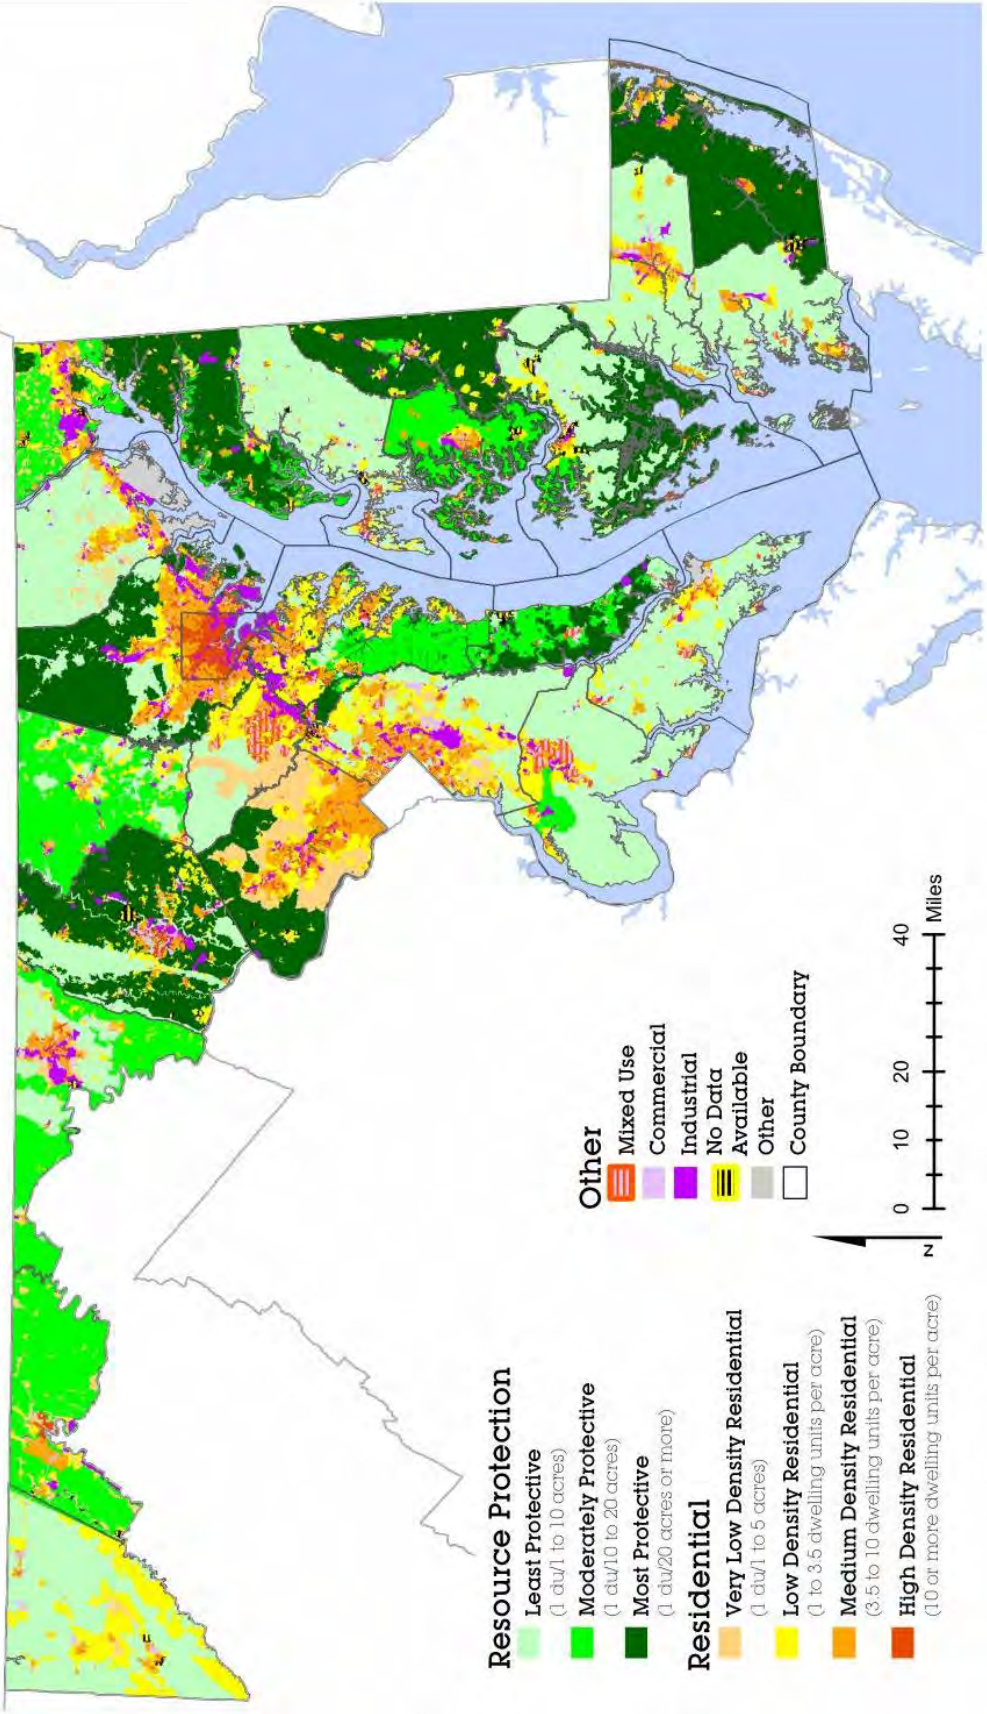 Resource Protection
Least Protective
(1 du/1 to 10 acres)
Moderately Protective
(1 du/10 to 20 acres)
Most Protective
(1 du/20 acres or more)
Residential
Very Low Density Residential
(1 du/1 to 5 acres)
Low Density Residential
(1 to 3.5 dwelling units per acre)
Medium Density Residential
(3.5 to 10 dwelling units per acre)
High Density Residential
(10 or more dwelling units per acre)
Other
Mixed Use
Commercial
Industrial
No Data
Available
Other
County Boundary
N
0 10 20 40
Miles